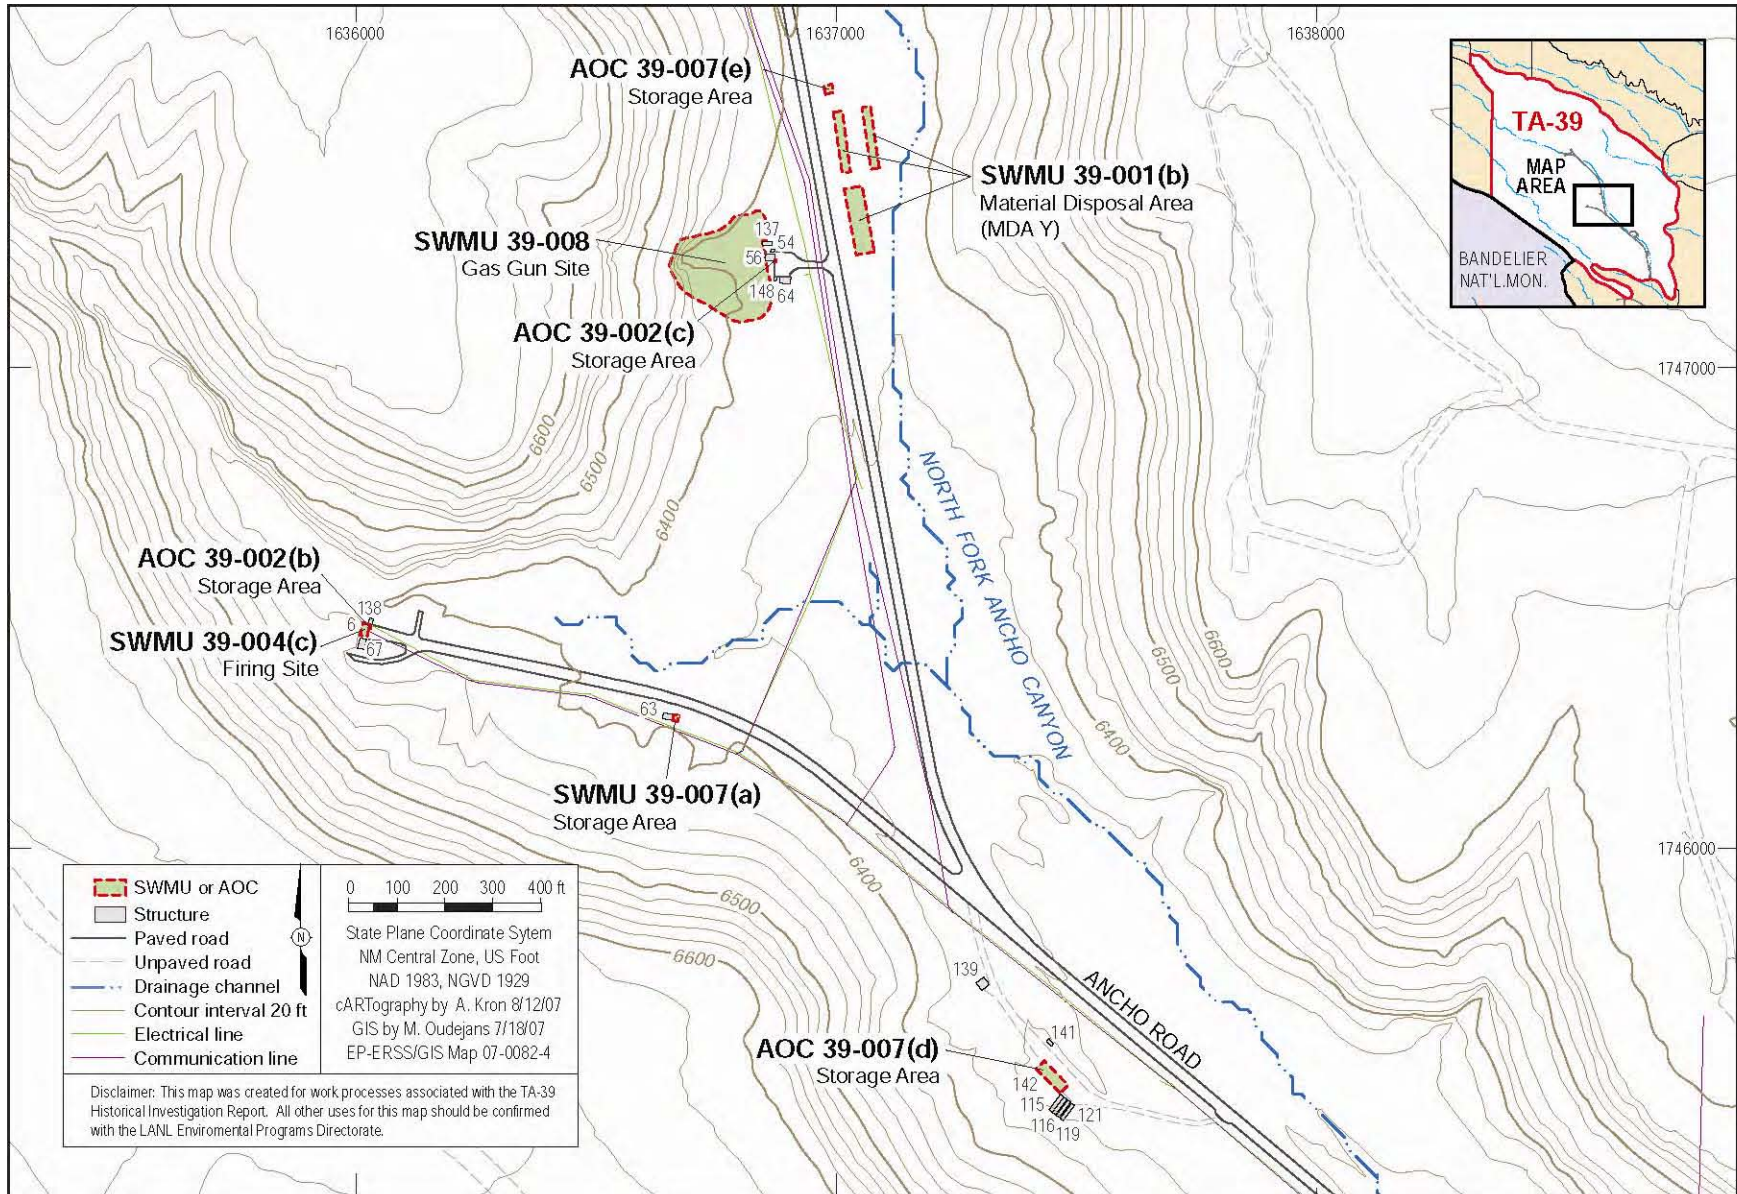 1636000
1637000
1638000
AOC 39-007(e)
Storage Area
TA-39
MAP
AREA
BANDELIER
NAT'L.MON.
SWMU 39-001(b)
Material Disposal Area
(MDA Y)
SWMU 39-008
Gas Gun Site
137
54
56
148
64
AOC 39-002(c)
Storage Area
1747000
6600
6500
6400
NORTH FORK ANCHO CANYON
AOC 39-002(b)
Storage Area
138
6
67
SWMU 39-004(c)
Firing Site
6600
6500
6400
63
SWMU 39-007(a)
Storage Area
1746000
6400
6500
6600
SWMU or AOC
Structure
Paved road
Unpaved road
Drainage channel
Contour interval 20 ft
Electrical line
Communication line
N
0 100 200 300 400 ft
State Plane Coordinate Sytem
NM Central Zone, US Foot
NAD 1983, NGVD 1929
cARTography by A. Kron 8/12/07
GIS by M. Oudejans 7/18/07
EP-ERSS/GIS Map 07-0082-4
Disclaimer: This map was created for work processes associated with the TA-39
Historical Investigation Report. All other uses for this map should be confirmed
with the LANL Enviromental Programs Directorate.
139
ANCHO ROAD
141
AOC 39-007(d)
Storage Area
142
115
121
116
119